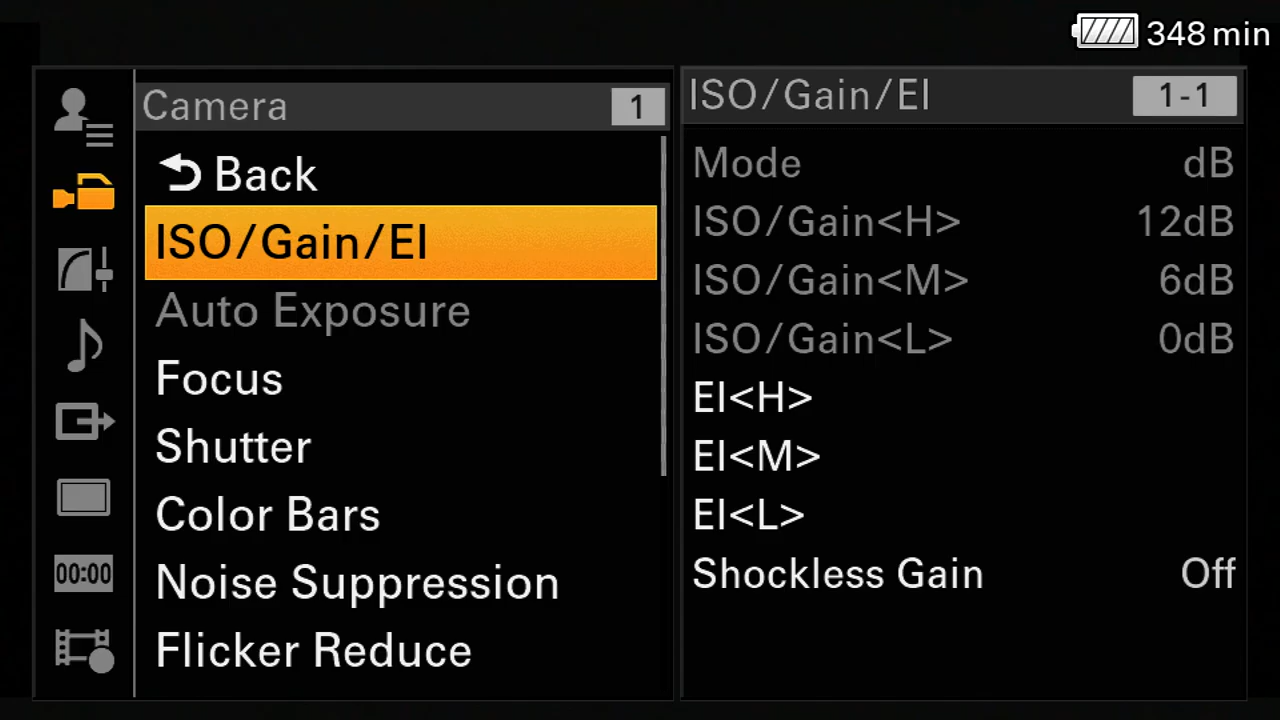 348 min
Camera 1
Back
ISO/Gain/EI
Auto Exposure
Focus
Shutter
Color Bars
Noise Suppression
Flicker Reduce
00:00
ISO/Gain/EI 1-1
Mode dB
ISO/Gain<H> 12dB
ISO/Gain<M> 6dB
ISO/Gain<L> 0dB
EI<H>
EI<M>
EI<L>
Shockless Gain Off